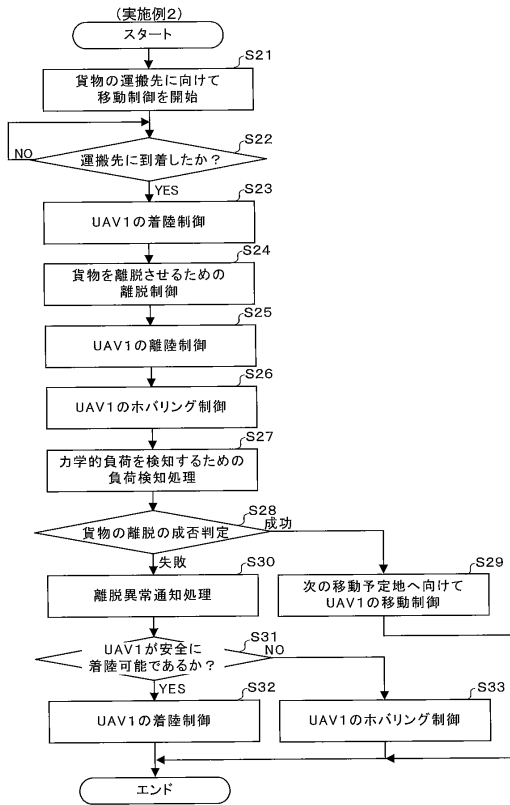 (実施例2)
スタート
S21
貨物の運搬先に向けて
移動制御を開始
S22
運搬先に到着したか？
NO
YES
S23
UAV1の着陸制御
S24
貨物を離脱させるための
離脱制御
S25
UAV1の離陸制御
S26
UAV1のホバリング制御
S27
力学的負荷を検知するための
負荷検知処理
S28
貨物の離脱の成否判定
成功
失敗
S29
次の移動予定地へ向けて
UAV1の移動制御
S30
離脱異常通知処理
S31
UAV1が安全に
着陸可能であるか？
NO
YES
S32
UAV1の着陸制御
S33
UAV1のホバリング制御
エンド